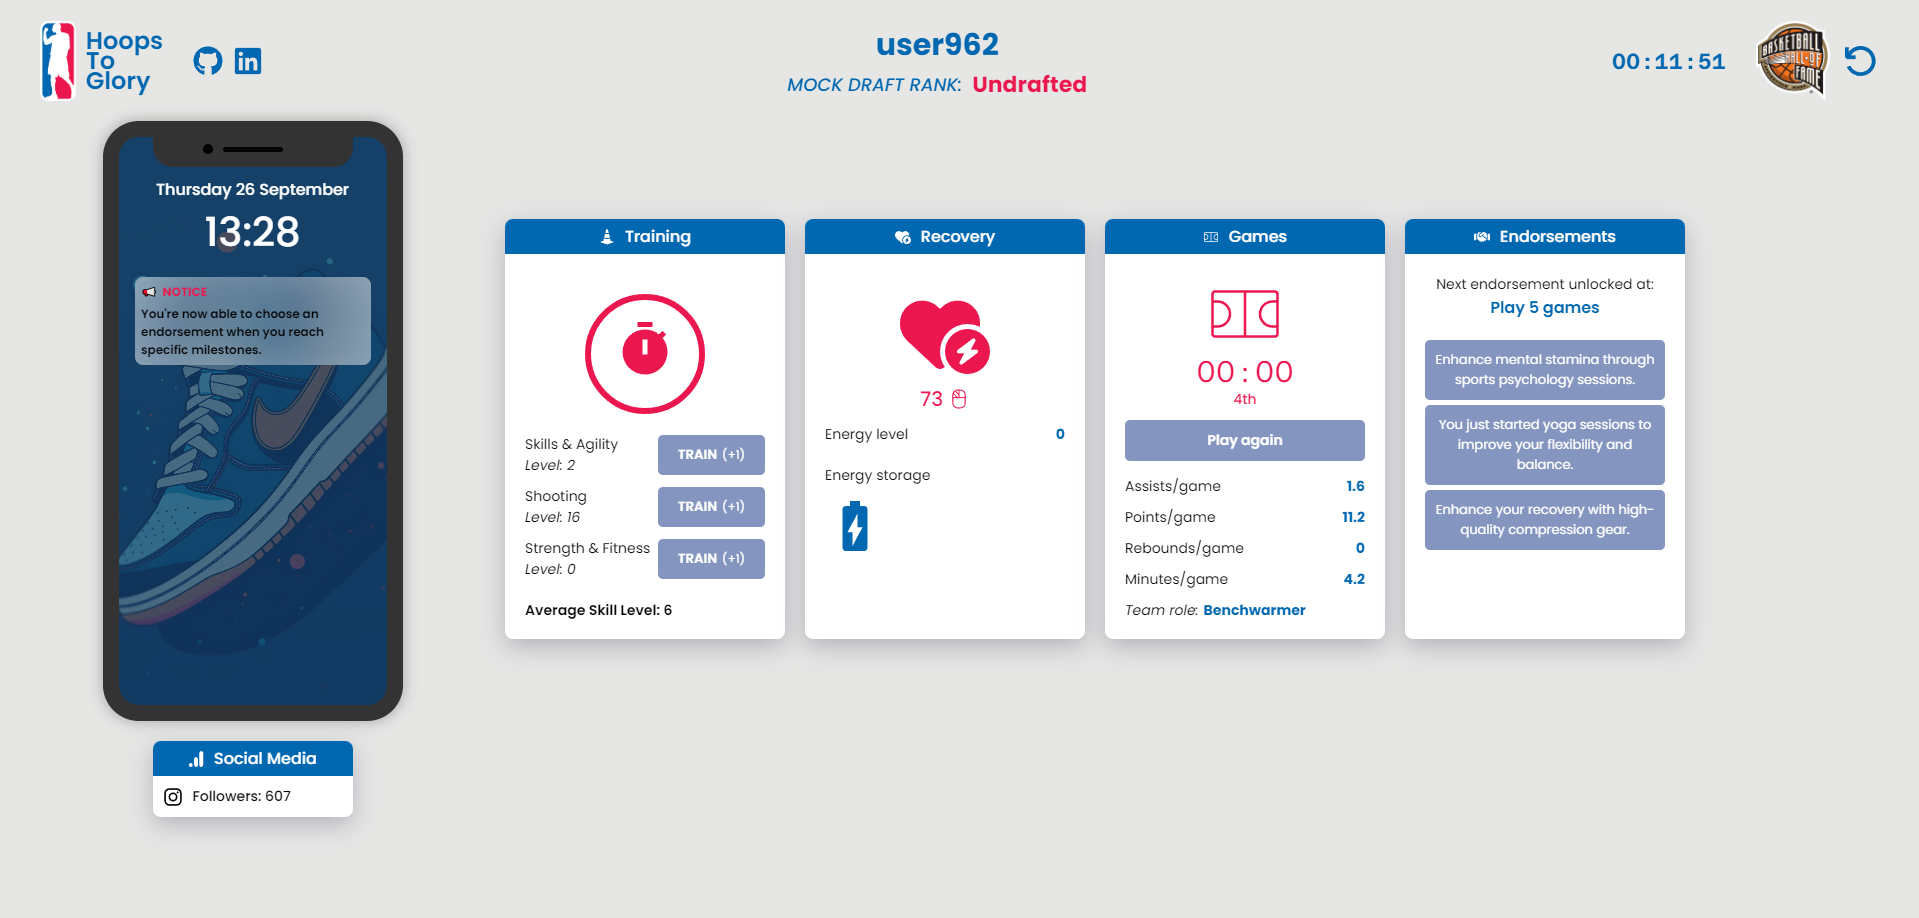 Hoops
To
Glory
user962
MOCK DRAFT RANK: Undrafted
00:11:51
BASKETBALL
HALL OF
FAME
Thursday 26 September
13:28
NOTICE
You're now able to choose an
endorsement when you reach
specific milestones.
Social Media
Followers: 607
Training
Skills & Agility
Level: 2
TRAIN (+1)
Shooting
Level: 16
TRAIN (+1)
Strength & Fitness
Level: 0
TRAIN (+1)
Average Skill Level: 6
Recovery
73
Energy level 0
Energy storage
Games
00:00
4th
Play again
Assists/game 1.6
Points/game 11.2
Rebounds/game 0
Minutes/game 4.2
Team role: Benchwarmer
Endorsements
Next endorsement unlocked at:
Play 5 games
Enhance mental stamina through
sports psychology sessions.
You just started yoga sessions to
improve your flexibility and
balance.
Enhance your recovery with high-
quality compression gear.